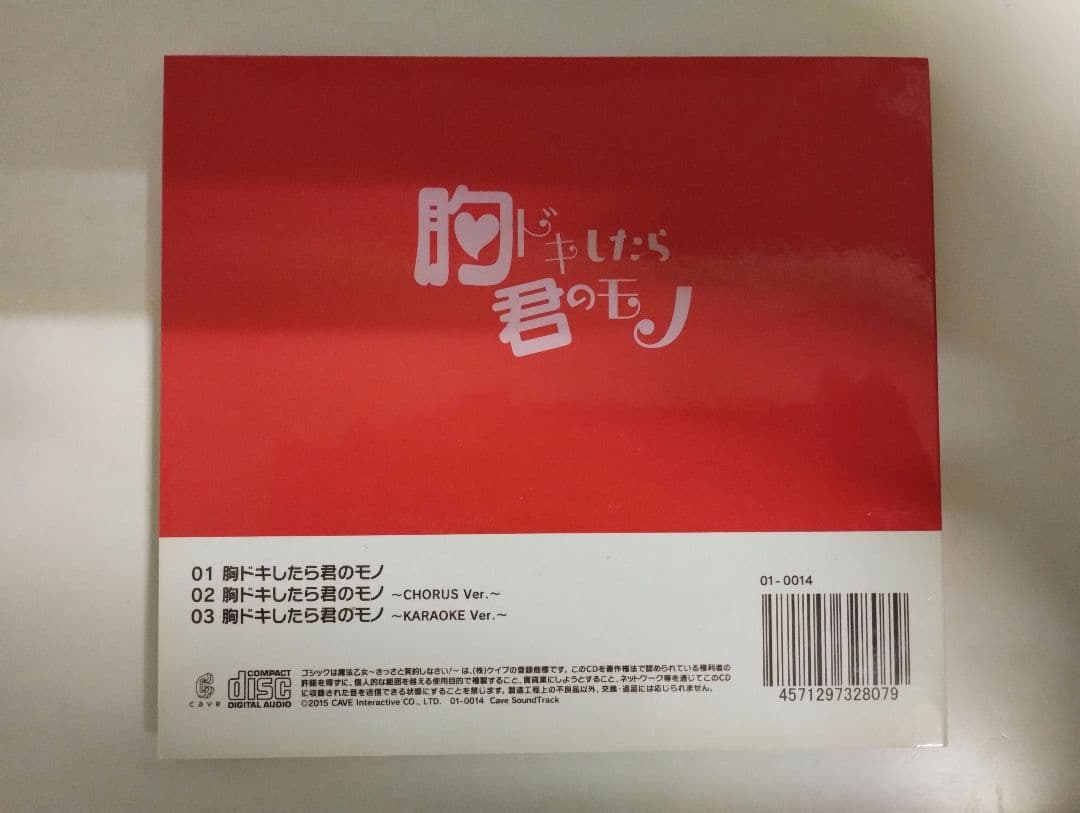 胸ドキしたら
君のモノ
01 胸ドキしたら君のモノ
02 胸ドキしたら君のモノ ～CHORUS Ver.～
03 胸ドキしたら君のモノ ～KARAOKE Ver.～
01-0014
4571297328079
cave
COMPACT
disc
DIGITAL AUDIO
ゴシックは魔法乙女～さっさと契約しなさい!～ は、(株)ケイブの登録商標です。このCDを著作権法で認められている権利者の
許諾を得ずに、個人的な範囲を越える使用目的で複製すること、賃貸業にしようとすること、ネットワーク等を通じてこのCD
に収録された音を送信できる状態にすることを禁じます。製造工程上の不良品以外、交換・返品には応じられません。
©2015 CAVE Interactive CO., LTD. 01-0014 Cave SoundTrack